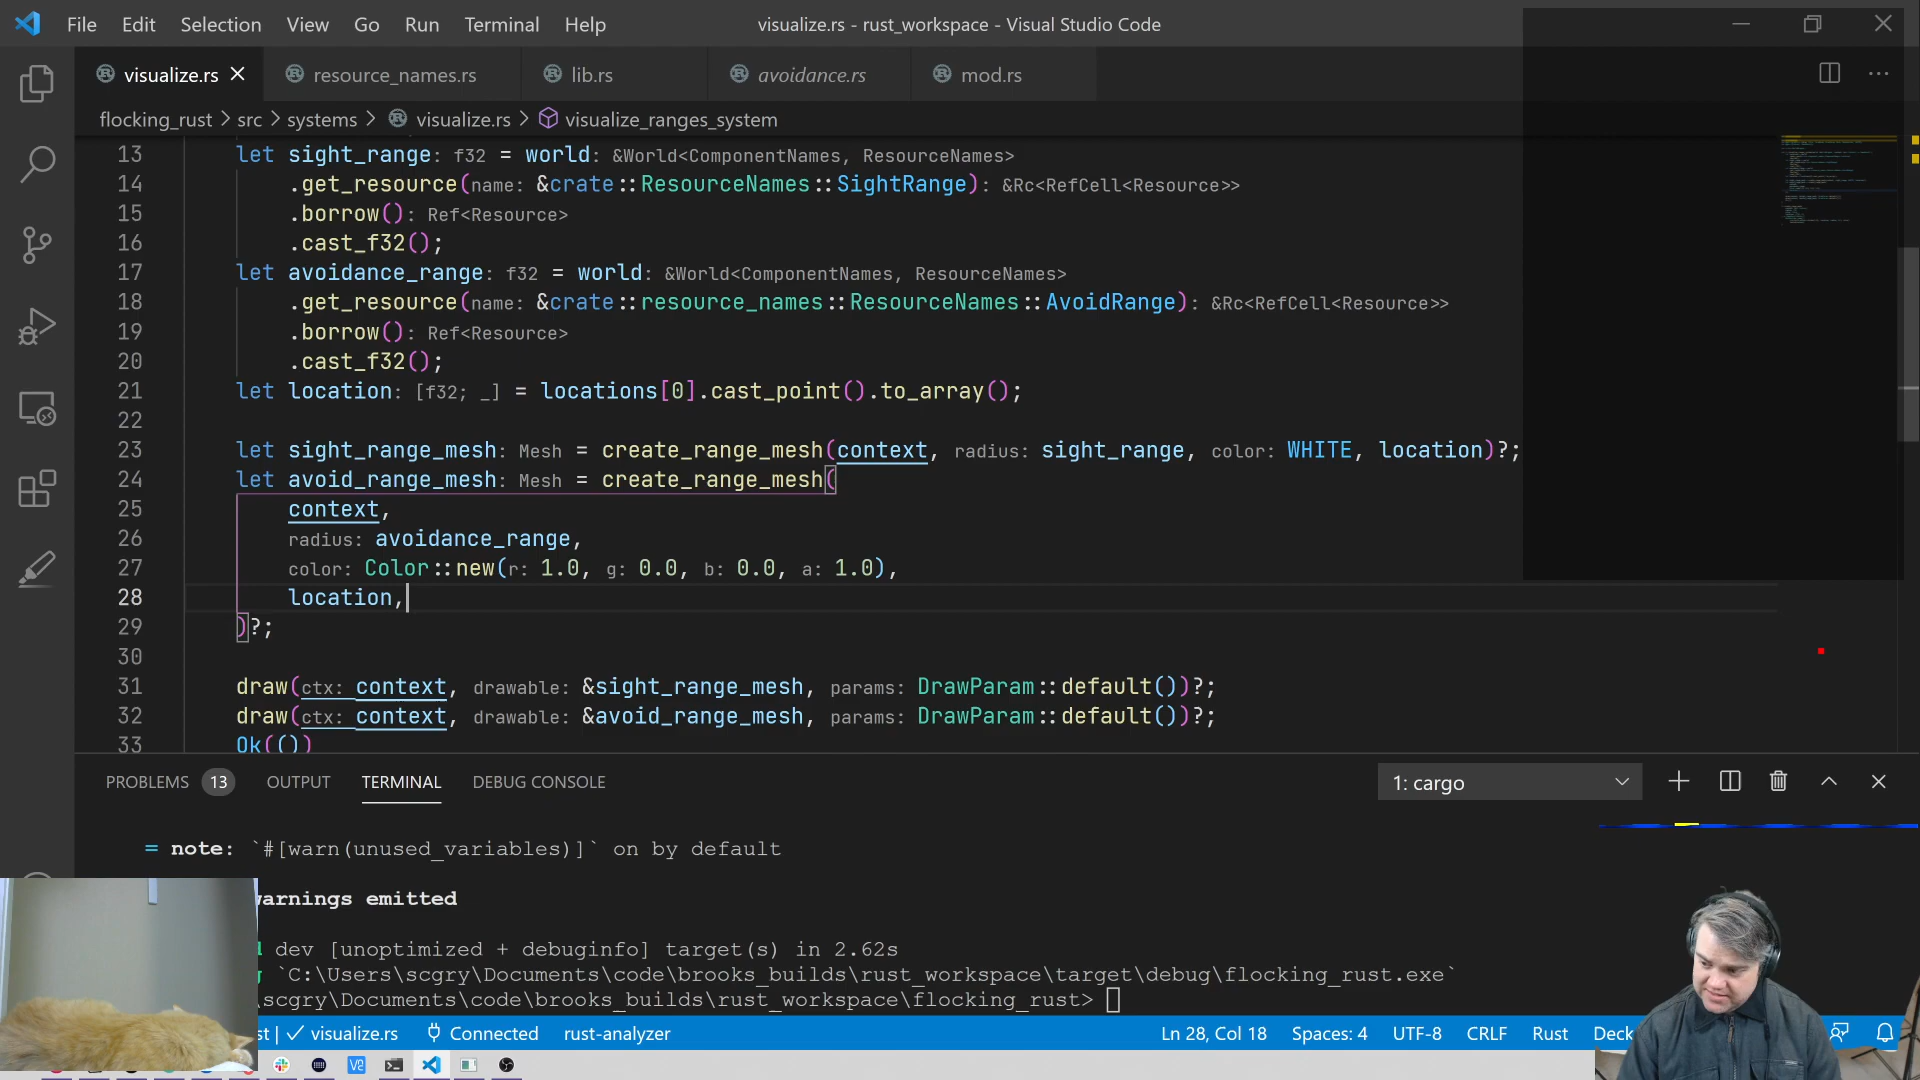 File Edit Selection View Go Run Terminal Help visualize.rs - rust_workspace - Visual Studio Code
visualize.rs resource_names.rs lib.rs avoidance.rs mod.rs
flocking_rust > src > systems > visualize.rs > visualize_ranges_system
13 let sight_range: f32 = world: &World<ComponentNames, ResourceNames>
14 .get_resource(name: &crate::ResourceNames::SightRange): &Rc<RefCell<Resource>>
15 .borrow(): Ref<Resource>
16 .cast_f32();
17 let avoidance_range: f32 = world: &World<ComponentNames, ResourceNames>
18 .get_resource(name: &crate::resource_names::ResourceNames::AvoidRange): &Rc<RefCell<Resource>>
19 .borrow(): Ref<Resource>
20 .cast_f32();
21 let location: [f32; _] = locations[0].cast_point().to_array();
22
23 let sight_range_mesh: Mesh = create_range_mesh(context, radius: sight_range, color: WHITE, location)?;
24 let avoid_range_mesh: Mesh = create_range_mesh(
25 context,
26 radius: avoidance_range,
27 color: Color::new(r: 1.0, g: 0.0, b: 0.0, a: 1.0),
28 location,
29 )?;
30
31 draw(ctx: context, drawable: &sight_range_mesh, params: DrawParam::default())?;
32 draw(ctx: context, drawable: &avoid_range_mesh, params: DrawParam::default())?;
33 Ok(())
PROBLEMS 13 OUTPUT TERMINAL DEBUG CONSOLE 1: cargo
= note: `#[warn(unused_variables)]` on by default
warnings emitted
dev [unoptimized + debuginfo] target(s) in 2.62s
`C:\Users\scgry\Documents\code\brooks_builds\rust_workspace\target\debug\flocking_rust.exe`
\scgry\Documents\code\brooks_builds\rust_workspace\flocking_rust>
visualize.rs Connected rust-analyzer Ln 28, Col 18 Spaces: 4 UTF-8 CRLF Rust